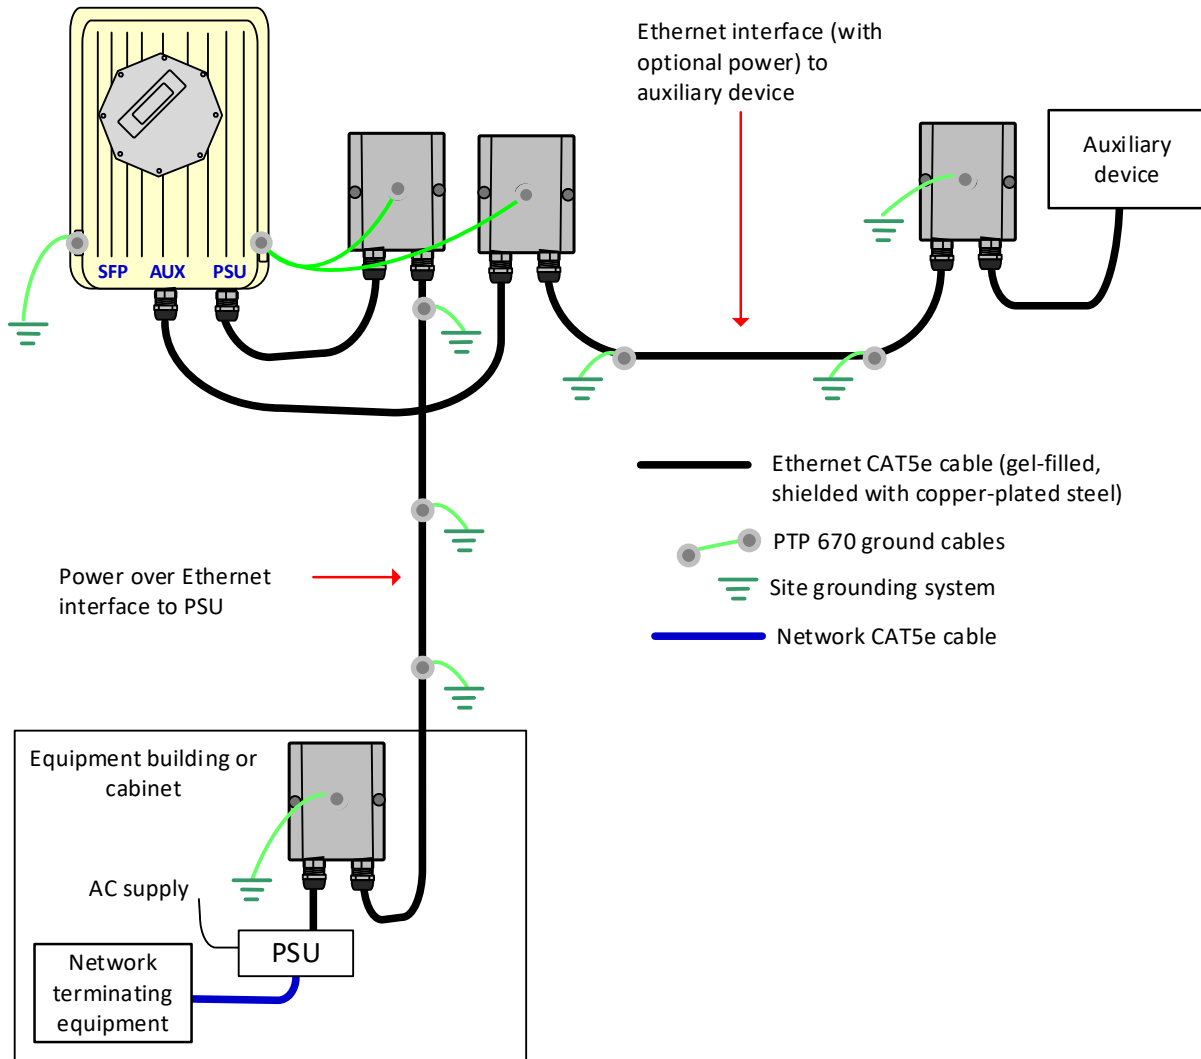 Ethernet interface (with
optional power) to
auxiliary device
Auxiliary
device
SFP AUX PSU
Ethernet CAT5e cable (gel-filled,
shielded with copper-plated steel)
PTP 670 ground cables
Site grounding system
Network CAT5e cable
Power over Ethernet
interface to PSU
Equipment building or
cabinet
AC supply
PSU
Network
terminating
equipment